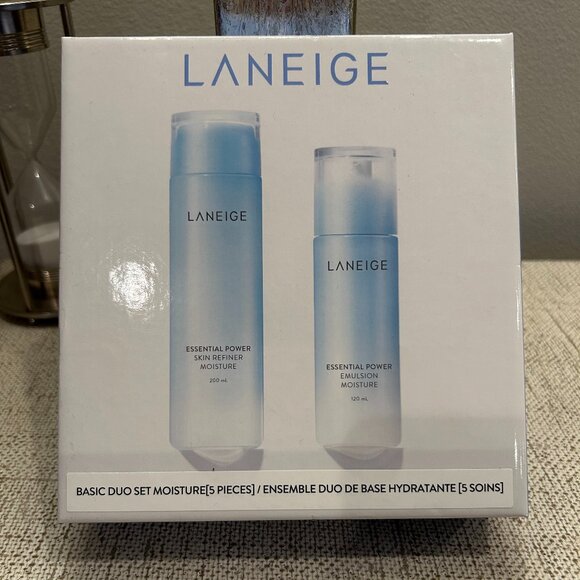 LANEIGE
LANEIGE
ESSENTIAL POWER
SKIN REFINER
MOISTURE
200 mL
LANEIGE
ESSENTIAL POWER
EMULSION
MOISTURE
120 mL
BASIC DUO SET MOISTURE[5 PIECES] / ENSEMBLE DUO DE BASE HYDRATANTE [5 SOINS]